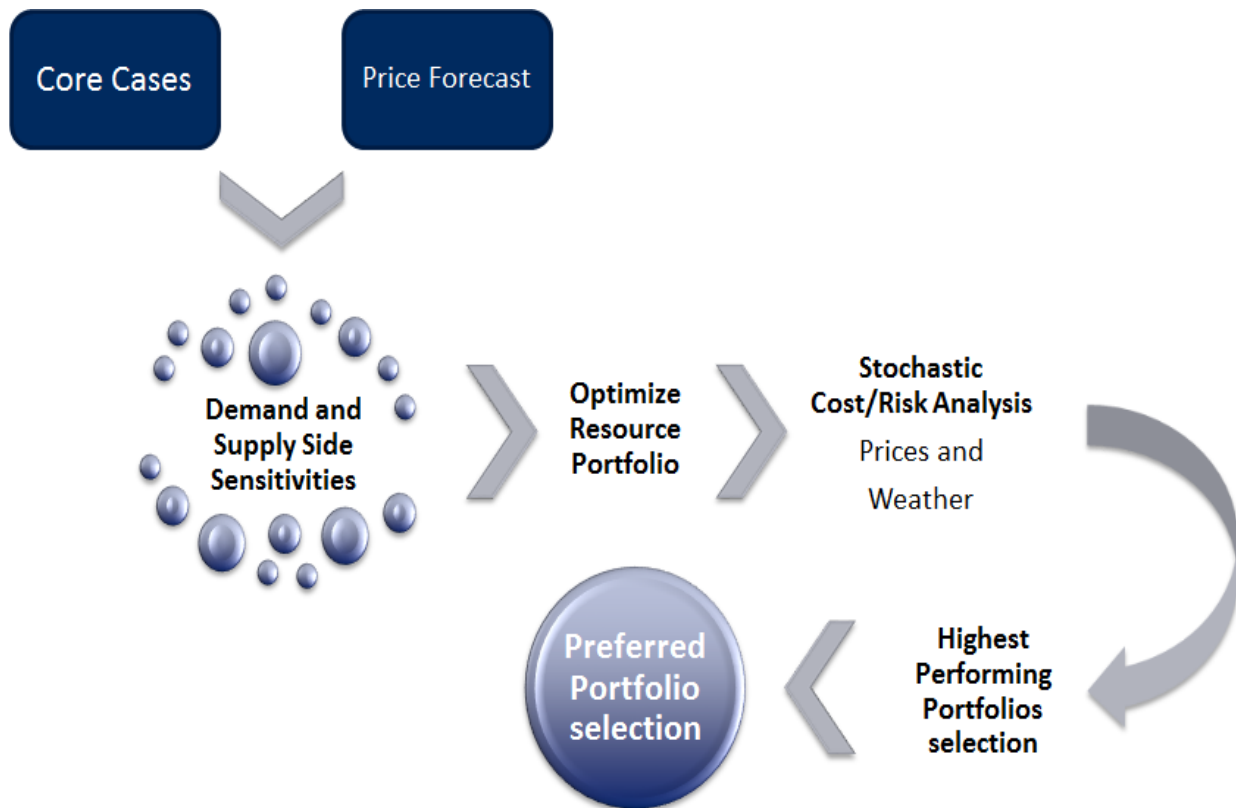 Core Cases
Price Forecast
Demand and
Supply Side
Sensitivities
Optimize
Resource
Portfolio
Stochastic
Cost/Risk Analysis
Prices and
Weather
Highest
Performing
Portfolios
selection
Preferred
Portfolio
selection